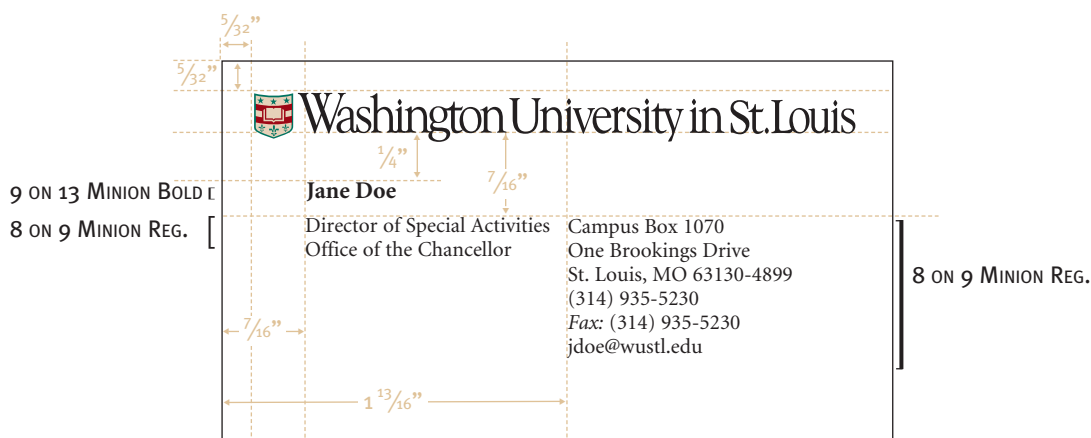 5/32”
5/32”
Washington University in St.Louis
1/4”
7/16”
9 ON 13 MINION BOLD
Jane Doe
8 ON 9 MINION REG.
Director of Special Activities
Office of the Chancellor
Campus Box 1070
One Brookings Drive
St. Louis, MO 63130-4899
(314) 935-5230
Fax: (314) 935-5230
jdoe@wustl.edu
8 ON 9 MINION REG.
7/16”
1 13/16”